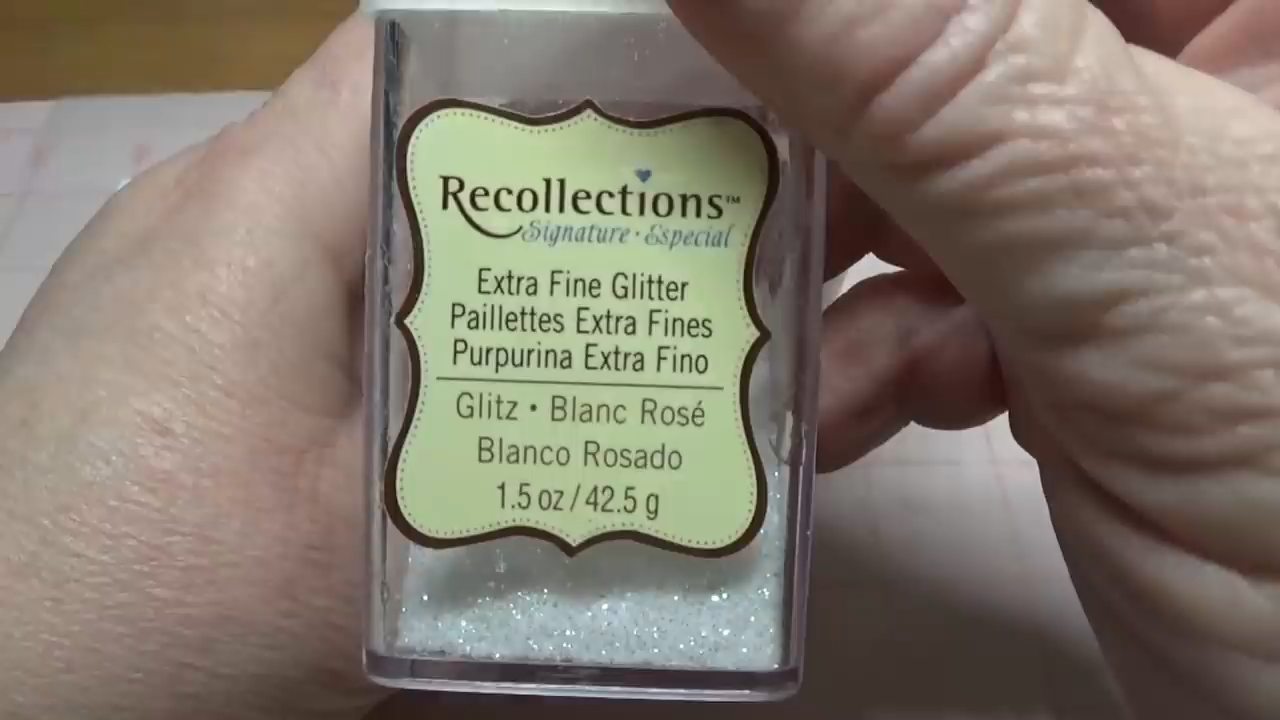 Recollections™
Signature • Especial
Extra Fine Glitter
Paillettes Extra Fines
Purpurina Extra Fino
Glitz • Blanc Rosé
Blanco Rosado
1.5 oz / 42.5 g